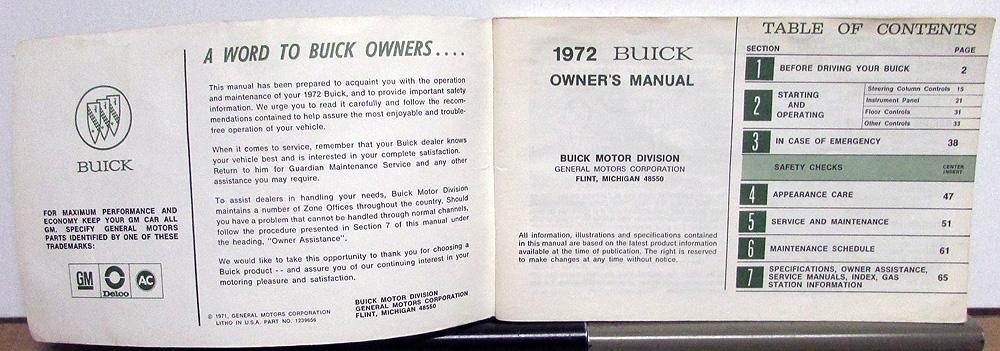 A WORD TO BUICK OWNERS....
This manual has been prepared to acquaint you with the operation
and maintenance of your 1972 Buick, and to provide important safety
information. We urge you to read it carefully and follow the recom-
mendations contained to help assure the most enjoyable and trouble-
free operation of your vehicle.
When it comes to service, remember that your Buick dealer knows
your vehicle best and is interested in your complete satisfaction.
Return to him for Guardian Maintenance Service and any other
assistance you may require.
To assist dealers in handling your needs, Buick Motor Division
maintains a number of Zone Offices throughout the country. Should
you have a problem that cannot be handled through normal channels,
follow the procedure presented in Section 7 of this manual under
the heading, "Owner Assistance".
We would like to take this opportunity to thank you for choosing a
Buick product -- and assure you of our continuing interest in your
motoring pleasure and satisfaction.
BUICK MOTOR DIVISION
GENERAL MOTORS CORPORATION
FLINT, MICHIGAN 48550
© 1971, GENERAL MOTORS CORPORATION
LITHO IN U.S.A. PART NO. 1239656
BUICK
FOR MAXIMUM PERFORMANCE AND
ECONOMY KEEP YOUR GM CAR ALL
GM. SPECIFY GENERAL MOTORS
PARTS IDENTIFIED BY ONE OF THESE
TRADEMARKS:
GM Delco AC
1972 BUICK
OWNER'S MANUAL
BUICK MOTOR DIVISION
GENERAL MOTORS CORPORATION
FLINT, MICHIGAN 48550
All information, illustrations and specifications contained
in this manual are based on the latest product information
available at the time of publication. The right is reserved
to make changes at any time without notice.
TABLE OF CONTENTS
SECTION PAGE
1 BEFORE DRIVING YOUR BUICK 2
2 STARTING
AND
OPERATING
Steering Column Controls 15
Instrument Panel 21
Floor Controls 31
Other Controls 33
3 IN CASE OF EMERGENCY 38
SAFETY CHECKS CENTER
INSERT
4 APPEARANCE CARE 47
5 SERVICE AND MAINTENANCE 51
6 MAINTENANCE SCHEDULE 61
7 SPECIFICATIONS, OWNER ASSISTANCE,
SERVICE MANUALS, INDEX, GAS 65
STATION INFORMATION